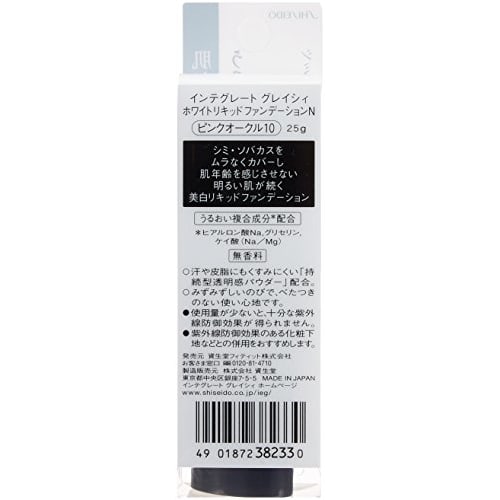 SHISEIDO
肌
インテグレート グレイシィ
ホワイトリキッド ファンデーションN
ピンクオークル10 25g
シミ・ソバカスを
ムラなくカバーし
肌年齢を感じさせない
明るい肌が続く
美白リキッドファンデーション
うるおい複合成分*配合
*ヒアルロン酸Na、グリセリン、
ケイ酸(Na/Mg)
無香料
○汗や皮脂にもくすみにくい「持
続型透明感パウダー」配合。
○みずみずしいのびで、べたつき
のない使い心地です。
●使用量が少ないと、十分な紫外
線防御効果が得られません。
●紫外線防御効果のある化粧下
地などとの併用をおすすめします。
発売元 資生堂フィティット株式会社
お客さま窓口 0120-81-4710
製造販売元 株式会社 資生堂
東京都中央区銀座7-5-5 MADE IN JAPAN
インテグレート グレイシィ ホームページ
www.shiseido.co.jp/ieg/
4 901872 382330